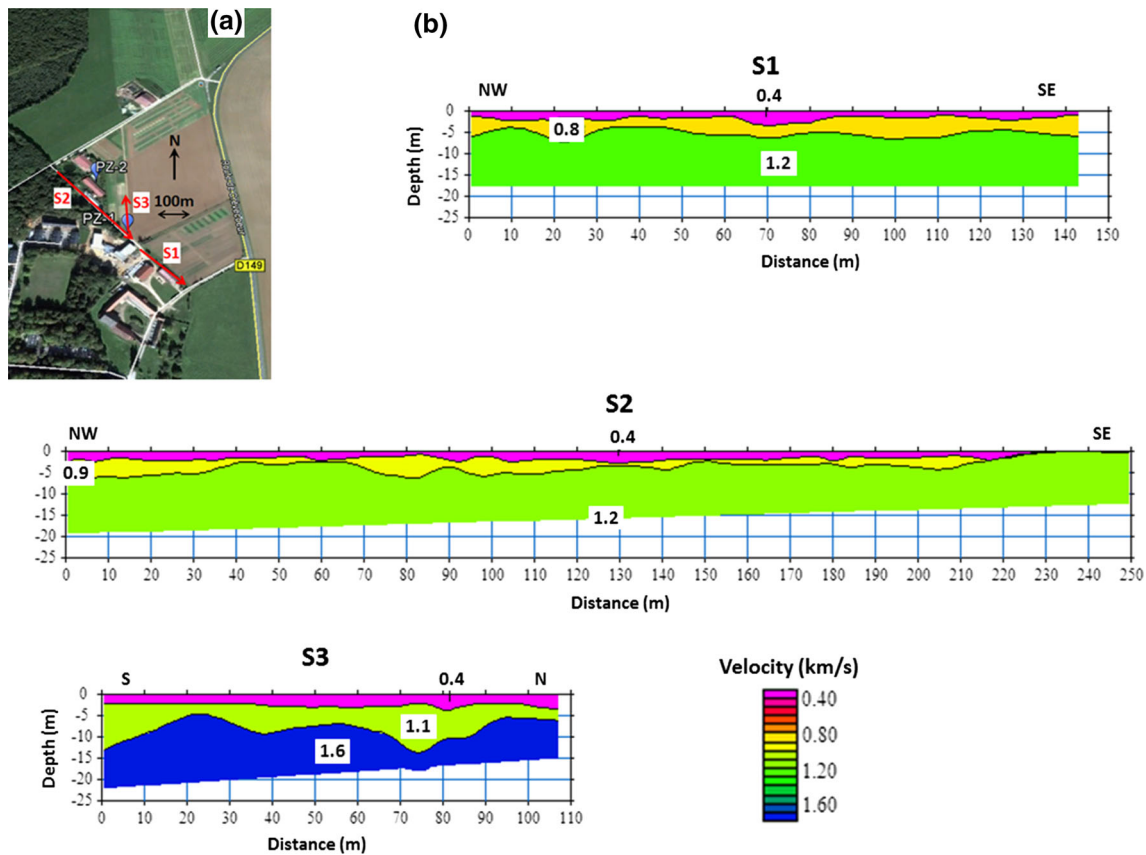 (a)
PZ-2
N
S2
S3
100m
PZ-1
S1
D149
(b)
S1
NW 0.4 SE
0
-5
-10
-15
-20
-25
0.8
1.2
Depth (m)
0 10 20 30 40 50 60 70 80 90 100 110 120 130 140 150
Distance (m)
S2
NW 0.4 SE
0
-5
-10
-15
-20
-25
0.9
1.2
0 10 20 30 40 50 60 70 80 90 100 110 120 130 140 150 160 170 180 190 200 210 220 230 240 250
Distance (m)
S3
S 0.4 N
0
-5
-10
-15
-20
-25
1.1
1.6
Depth (m)
0 10 20 30 40 50 60 70 80 90 100 110
Distance (m)
Velocity (km/s)
0.40
0.80
1.20
1.60